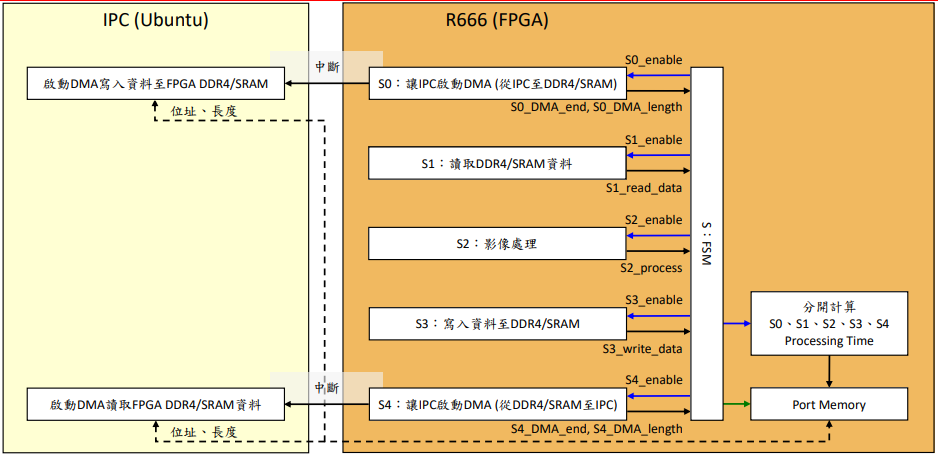 IPC (Ubuntu)
R666 (FPGA)
啟動DMA寫入資料至FPGA DDR4/SRAM
中斷
S0：讓IPC啟動DMA (從IPC至DDR4/SRAM)
S0_enable
S0_DMA_end, S0_DMA_length
位址、長度
S1：讀取DDR4/SRAM資料
S1_enable
S1_read_data
S2：影像處理
S2_enable
S2_process
S：FSM
S3：寫入資料至DDR4/SRAM
S3_enable
S3_write_data
分開計算
S0、S1、S2、S3、S4
Processing Time
啟動DMA讀取FPGA DDR4/SRAM資料
中斷
S4：讓IPC啟動DMA (從DDR4/SRAM至IPC)
S4_enable
S4_DMA_end, S4_DMA_length
Port Memory
位址、長度